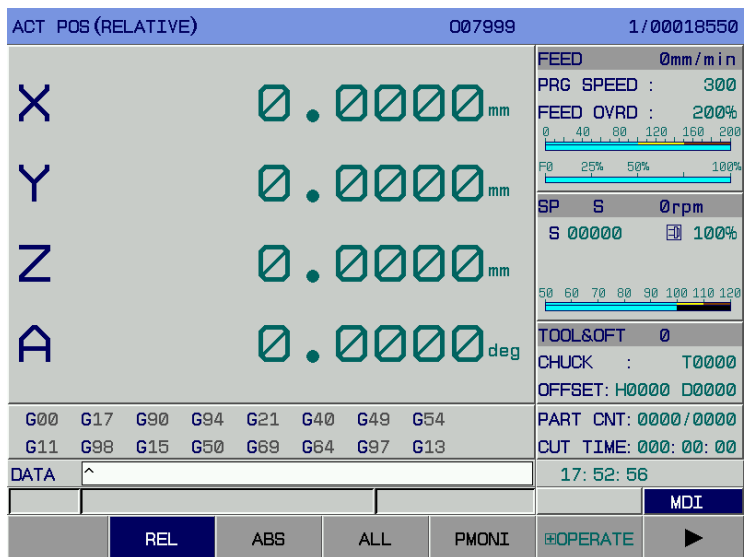 ACT POS(RELATIVE) O07999 1/00018550
X 0.0000 mm
Y 0.0000 mm
Z 0.0000 mm
A 0.0000 deg
FEED 0mm/min
PRG SPEED : 300
FEED OVRD : 200%
0 40 80 120 160 200
F0 25% 50% 100%
SP S 0rpm
S 00000 100%
50 60 70 80 90 100 110 120
TOOL&OFT 0
CHUCK : T0000
OFFSET: H0000 D0000
G00 G17 G90 G94 G21 G40 G49 G54
G11 G98 G15 G50 G69 G64 G97 G13
PART CNT: 0000/0000
CUT TIME: 000:00:00
DATA ^
17:52:56
MDI
REL ABS ALL PMONI ⊞OPERATE ▶